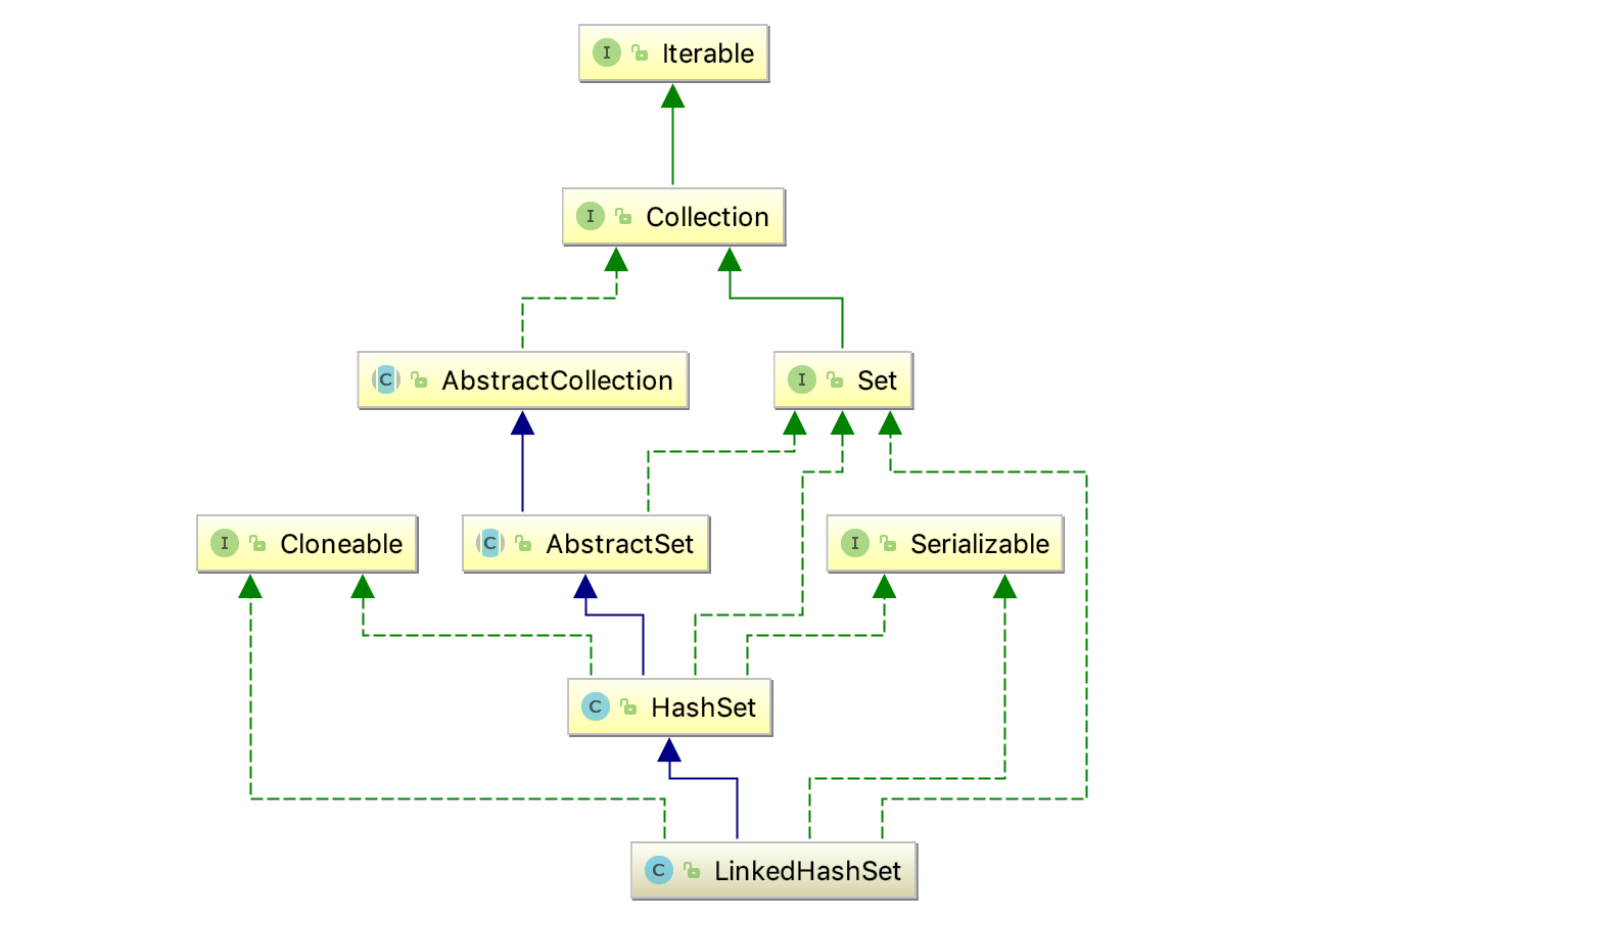 I Iterable
I Collection
C AbstractCollection
I Set
I Cloneable
C AbstractSet
I Serializable
C HashSet
C LinkedHashSet